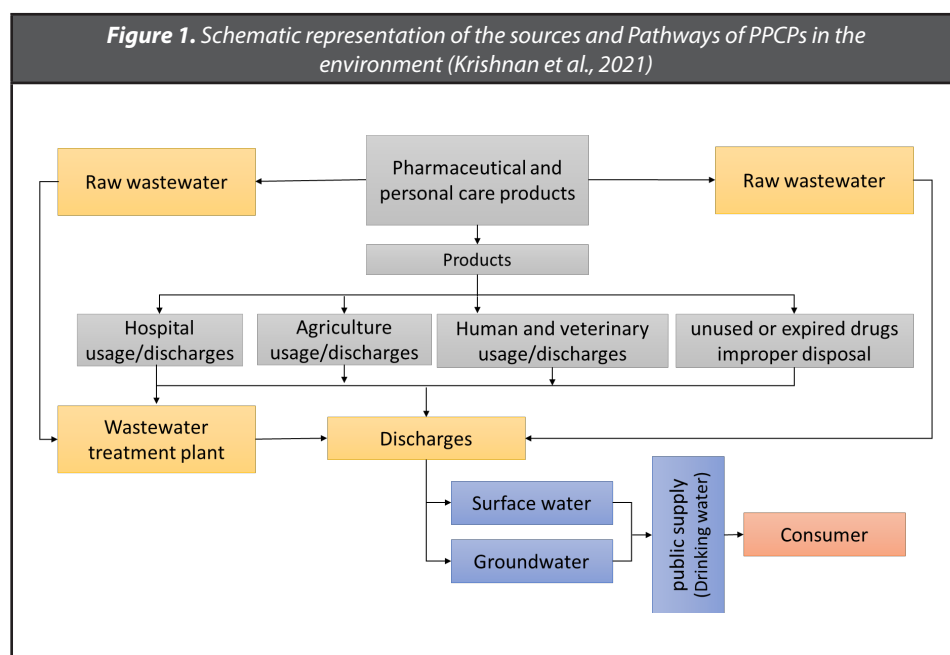 Figure 1. Schematic representation of the sources and Pathways of PPCPs in the
environment (Krishnan et al., 2021)
Raw wastewater
Pharmaceutical and
personal care products
Raw wastewater
Products
Hospital
usage/discharges
Agriculture
usage/discharges
Human and veterinary
usage/discharges
unused or expired drugs
improper disposal
Wastewater
treatment plant
Discharges
Surface water
Groundwater
public supply
(Drinking water)
Consumer